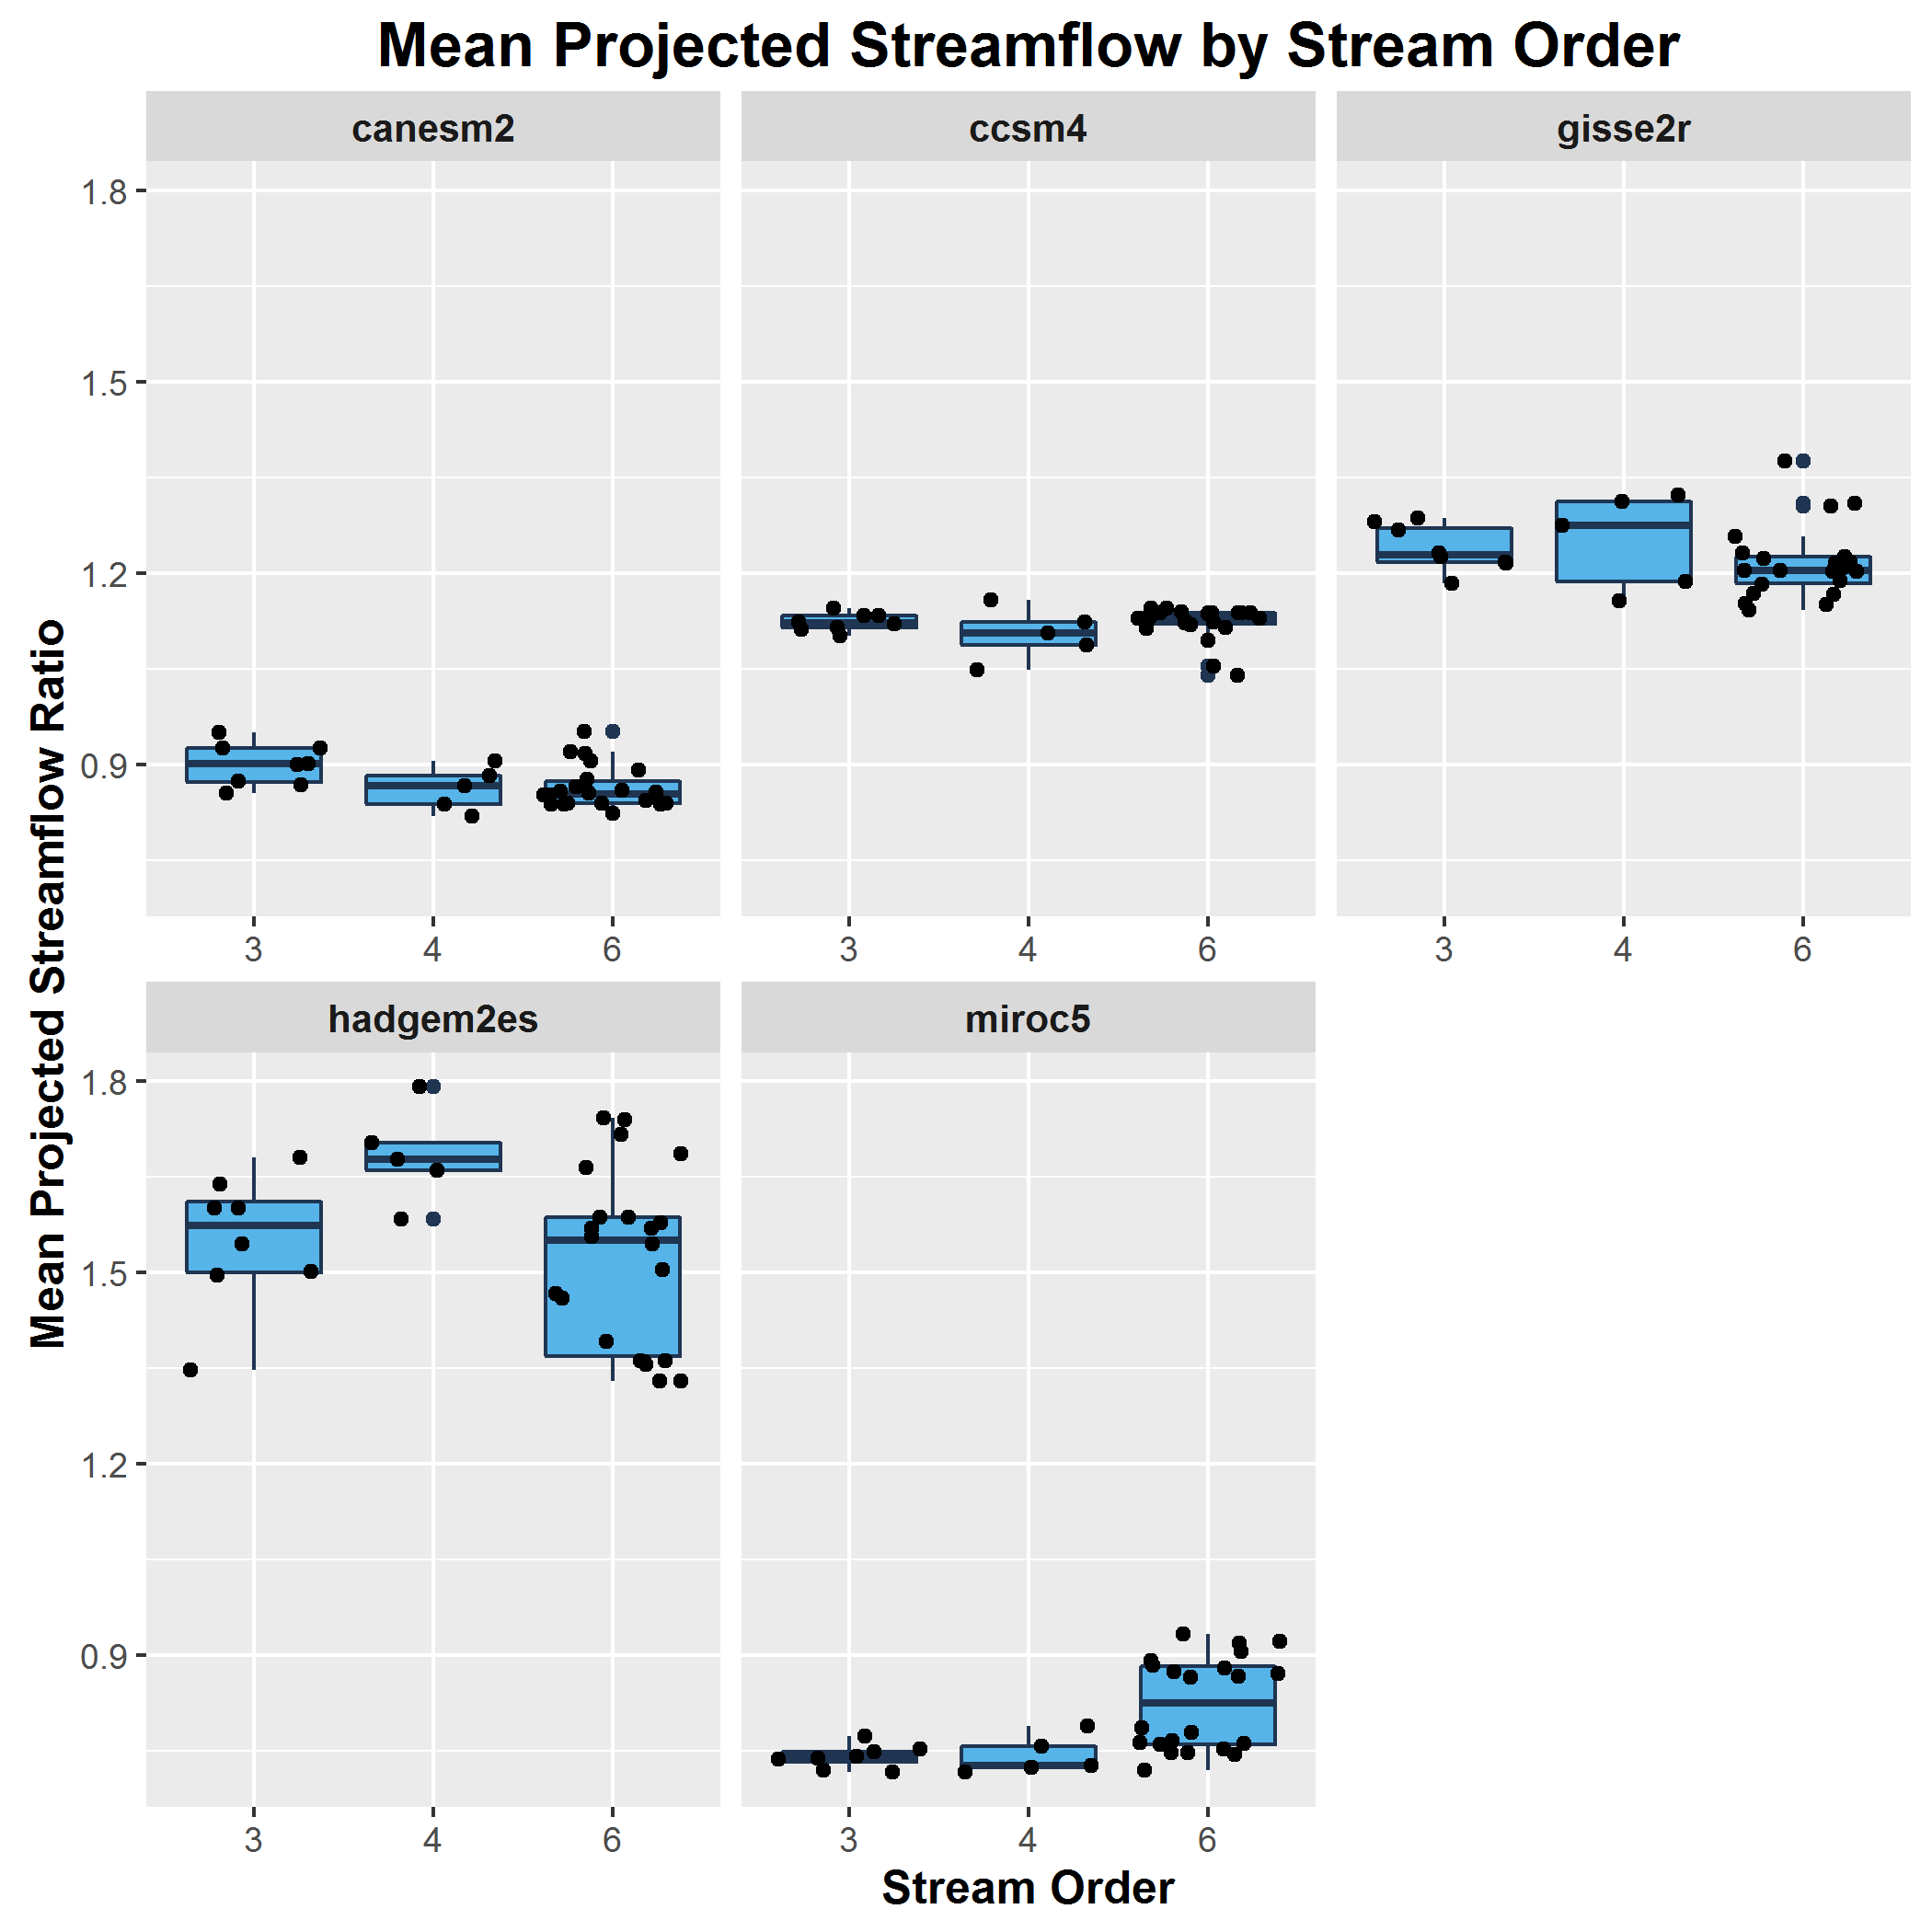 Mean Projected Streamflow by Stream Order
canesm2
ccsm4
gisse2r
1.8
1.5
1.2
0.9
3 4 6
3 4 6
3 4 6
Mean Projected Streamflow Ratio
hadgem2es
miroc5
1.8
1.5
1.2
0.9
3 4 6
3 4 6
Stream Order